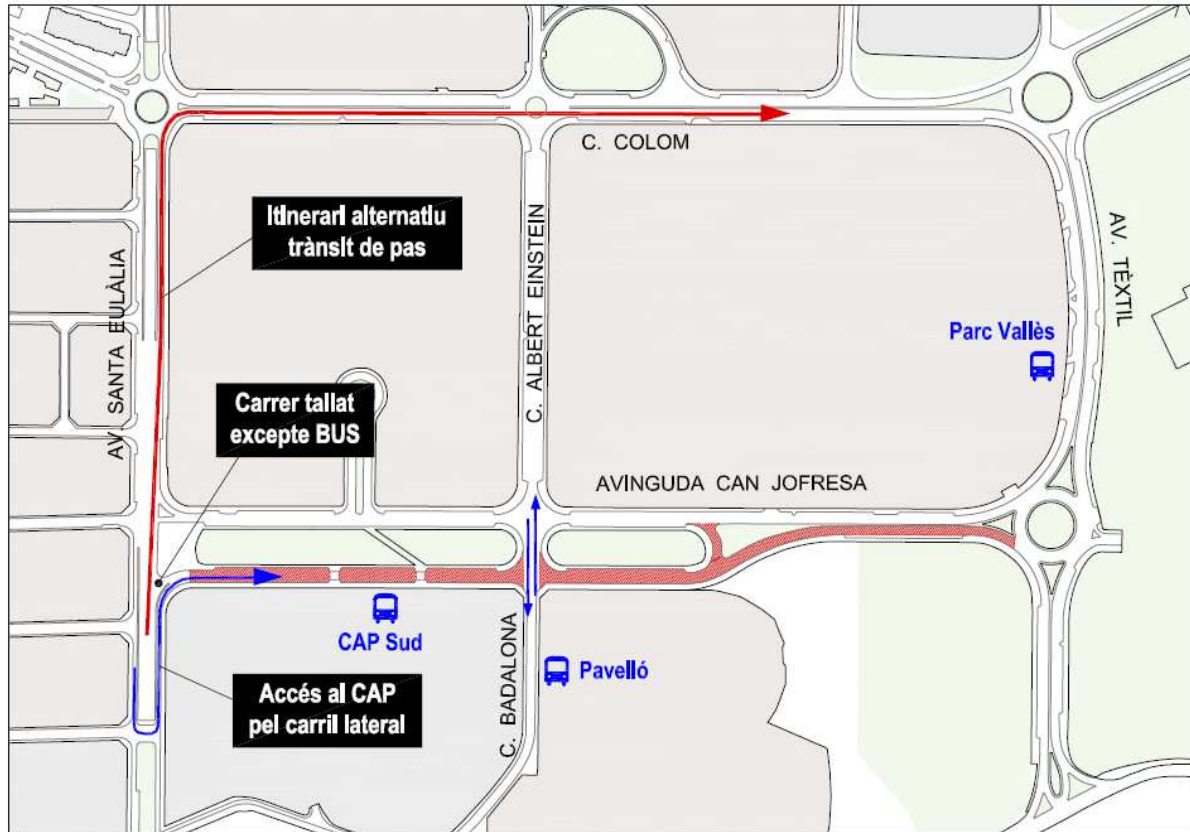 C. COLOM
Itinerari alternatiu
trànsit de pas
C. ALBERT EINSTEIN
AV. TÈXTIL
AV SANTA EULÀLIA
Parc Vallès
Carrer tallat
excepte BUS
AVINGUDA CAN JOFRESA
CAP Sud
Pavelló
C. BADALONA
Accés al CAP
pel carril lateral